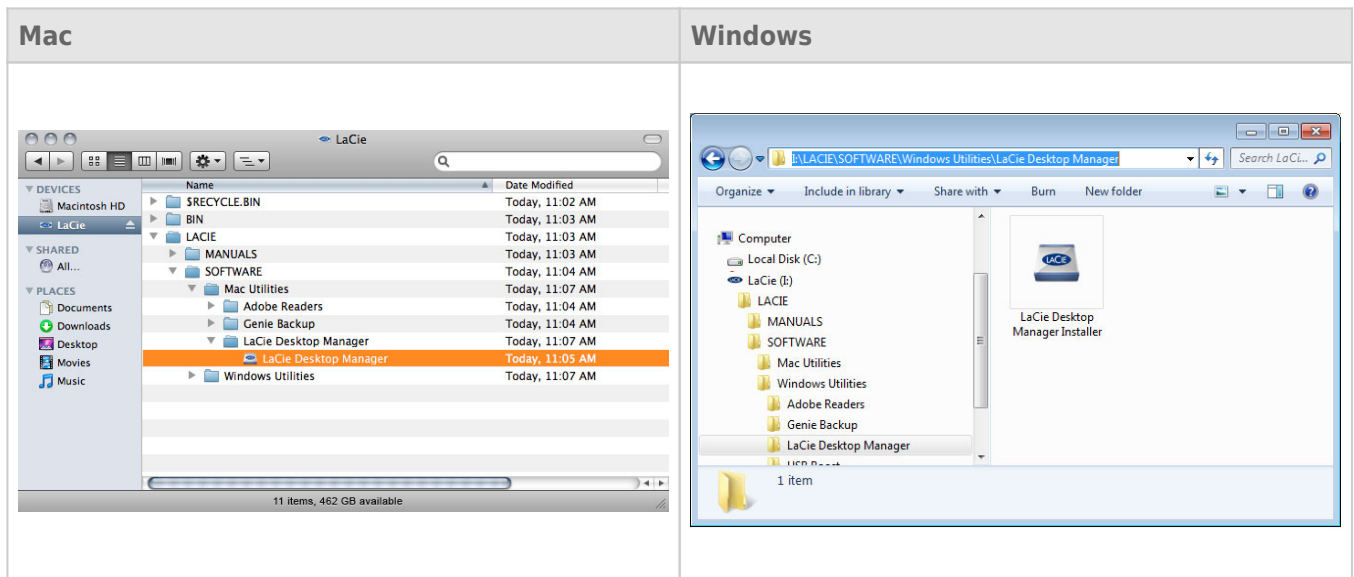 Mac
Windows
LaCie
DEVICES
Macintosh HD
LaCie
SHARED
All...
PLACES
Documents
Downloads
Desktop
Movies
Music
Name Date Modified
$RECYCLE.BIN Today, 11:02 AM
BIN Today, 11:03 AM
LACIE Today, 11:03 AM
MANUALS Today, 11:03 AM
SOFTWARE Today, 11:04 AM
Mac Utilities Today, 11:07 AM
Adobe Readers Today, 11:04 AM
Genie Backup Today, 11:04 AM
LaCie Desktop Manager Today, 11:07 AM
LaCie Desktop Manager Today, 11:05 AM
Windows Utilities Today, 11:07 AM
11 items, 462 GB available
I:\LACIE\SOFTWARE\Windows Utilities\LaCie Desktop Manager
Search LaCi...
Organize Include in library Share with Burn New folder
Computer
Local Disk (C:)
LaCie (I:)
LACIE
MANUALS
SOFTWARE
Mac Utilities
Windows Utilities
Adobe Readers
Genie Backup
LaCie Desktop Manager
USB Boost
LACIE
LaCie Desktop
Manager Installer
1 item